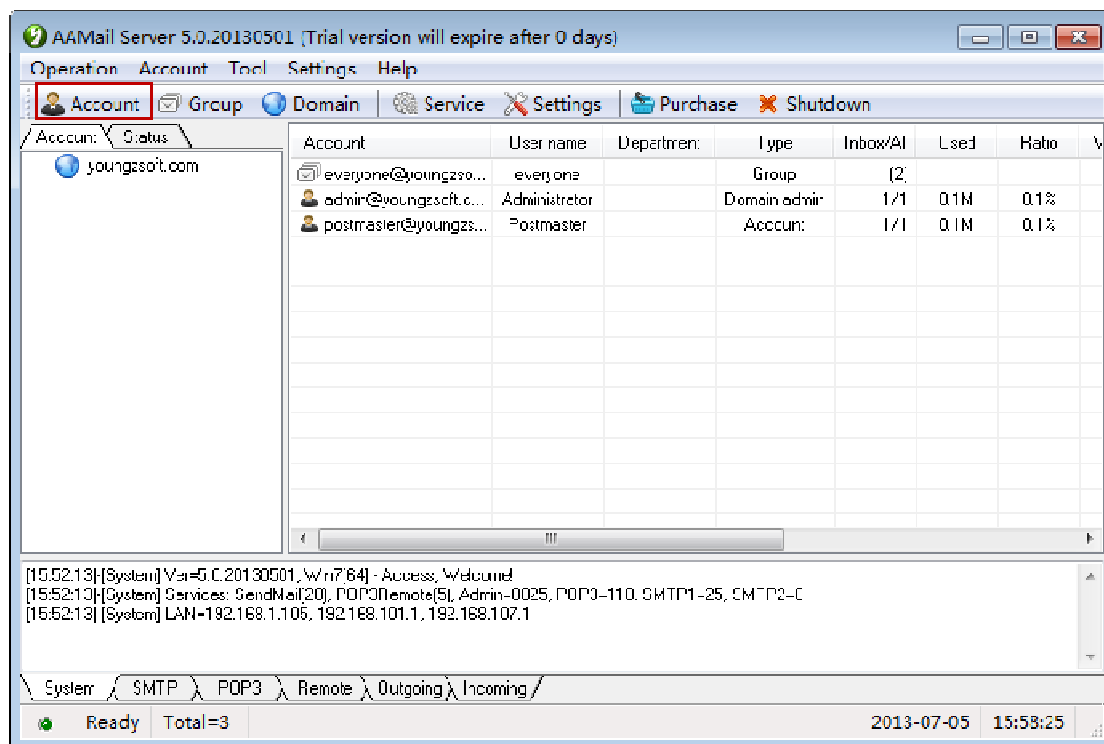 AAMail Server 5.0.20130501 (Trial version will expire after 0 days)
Operation Account Tool Settings Help
Account Group Domain Service Settings Purchase Shutdown
Account Status
youngzsoft.com
Account User name Department Type Inbox/All Used Ratio
everyone@youngzso... everyone Group (2)
admin@youngzsoft.c... Administrator Domain admin 1/1 0.1M 0.1%
postmaster@youngzs... Postmaster Account 1/1 0.1M 0.1%
[15:52:13]-[System] Ver=5.0.20130501, Win7[64] - Access, Welcome!
[15:52:13]-[System] Services: SendMail(20), POP3Remote(5), Admin= POP3=110, SMTP1=25, SMTP2=0
[15:52:13]-[System] LAN=192.168.1.105, 192.168.101.1, 192.168.107.1
System SMTP POP3 Remote Outgoing Incoming
Ready Total=3 2013-07-05 15:58:25